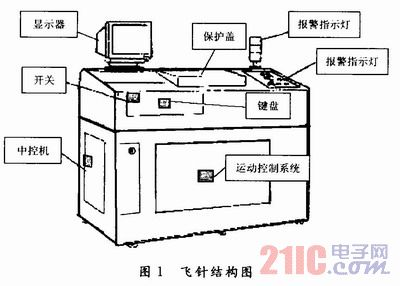 显示器
保护盖
报警指示灯
报警指示灯
开关
键盘
中控机
运动控制系统
21IC电子网
.com
图 1 飞针结构图